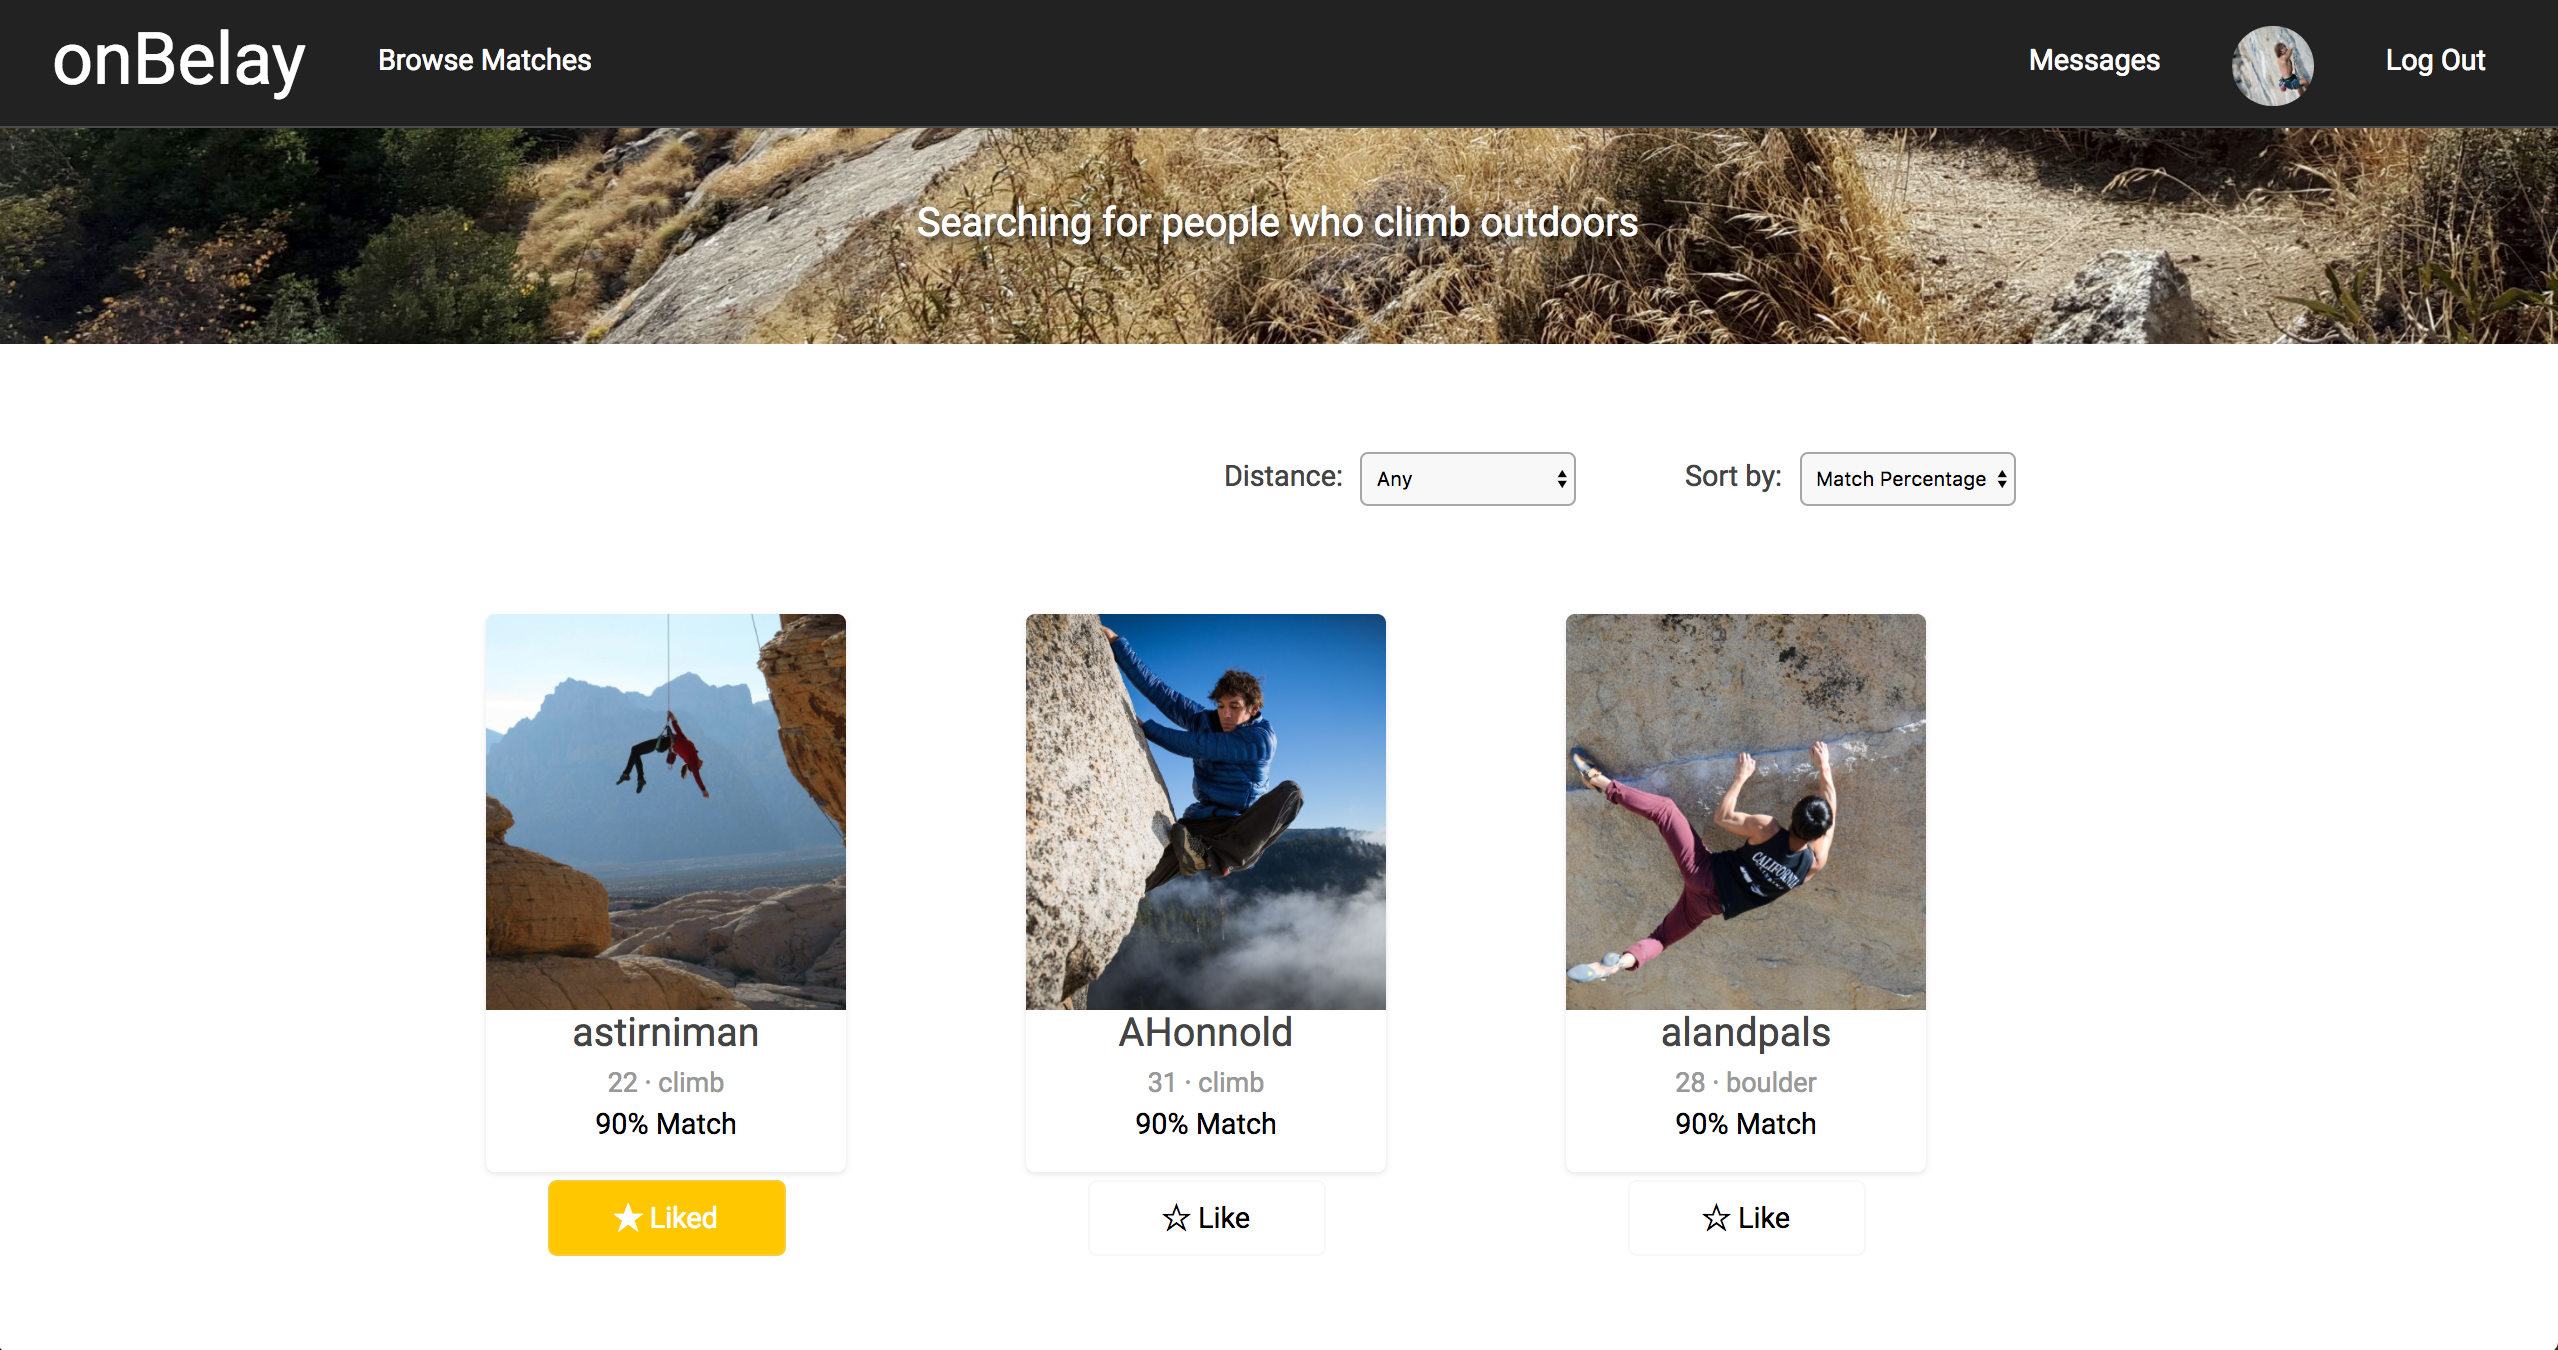 onBelay
Browse Matches
Messages
Log Out
Searching for people who climb outdoors
Distance: Any
Sort by: Match Percentage
CALIFORNIA
astirniman
22 · climb
90% Match
★ Liked
AHonnold
31 · climb
90% Match
☆ Like
alandpals
28 · boulder
90% Match
☆ Like